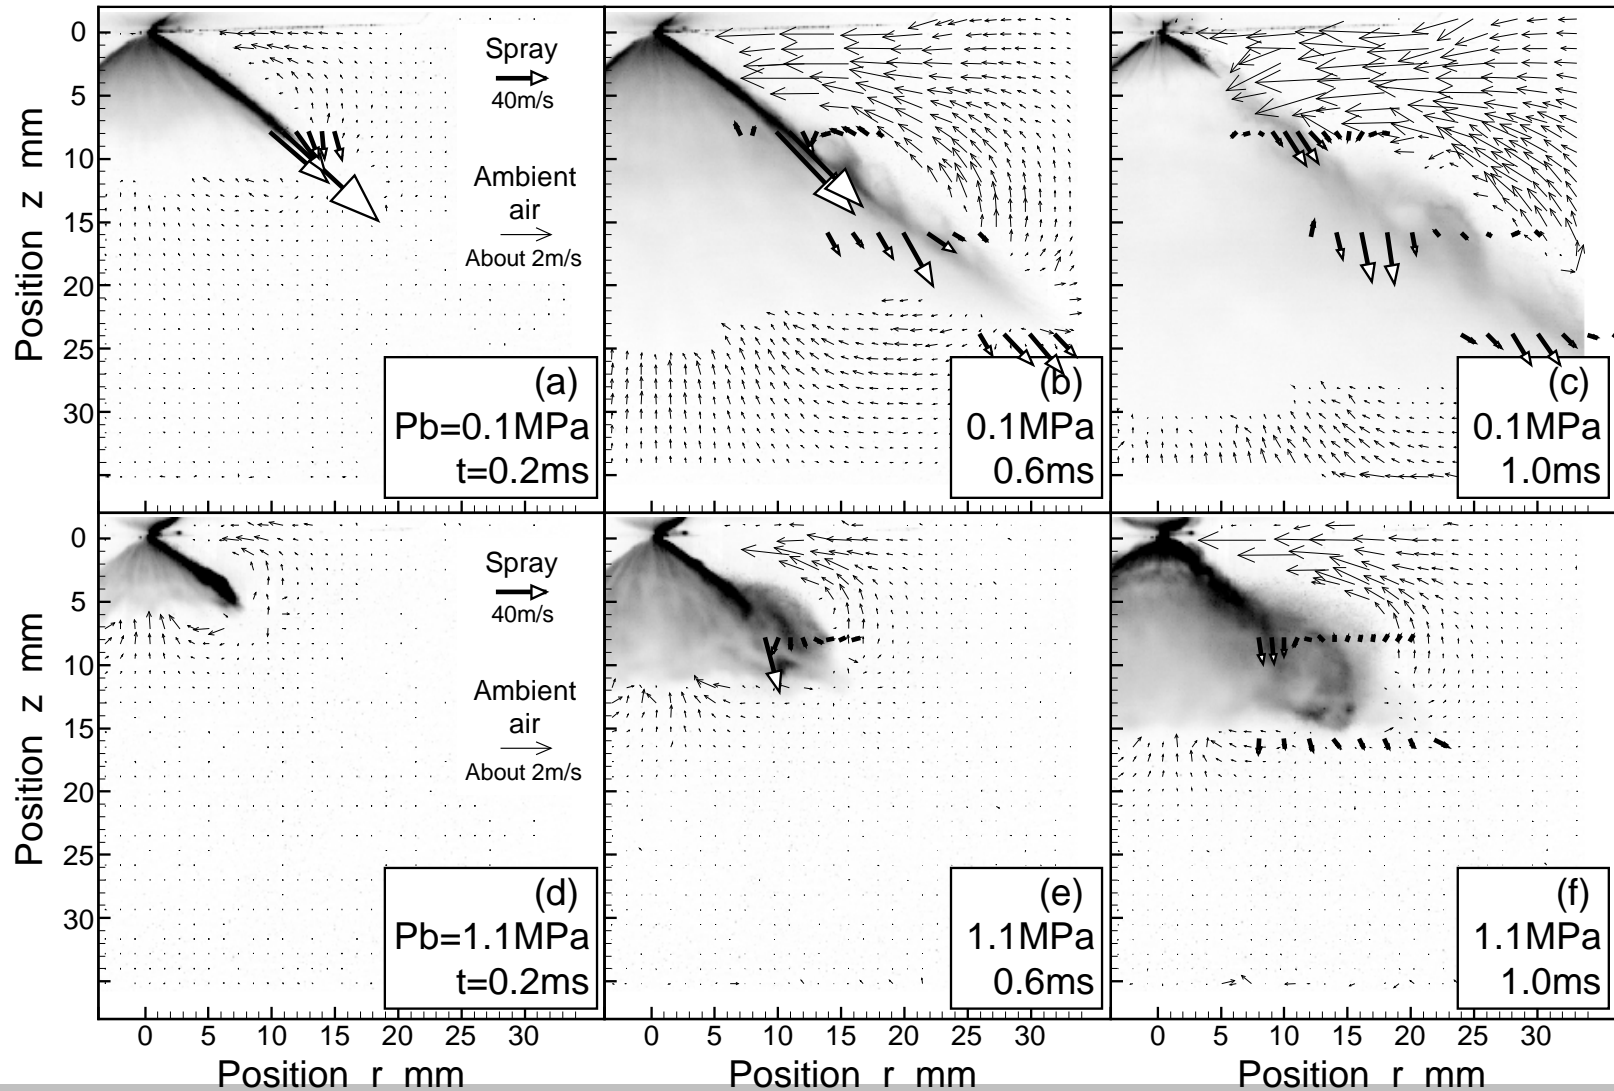 Position z mm
0
5
10
15
20
25
30
Spray
40m/s
Ambient
air
About 2m/s
(a)
Pb=0.1MPa
t=0.2ms
(b)
0.1MPa
0.6ms
(c)
0.1MPa
1.0ms
Position z mm
0
5
10
15
20
25
30
Spray
40m/s
Ambient
air
About 2m/s
(d)
Pb=1.1MPa
t=0.2ms
(e)
1.1MPa
0.6ms
(f)
1.1MPa
1.0ms
0 5 10 15 20 25 30
0 5 10 15 20 25 30
0 5 10 15 20 25 30
Position r mm
Position r mm
Position r mm